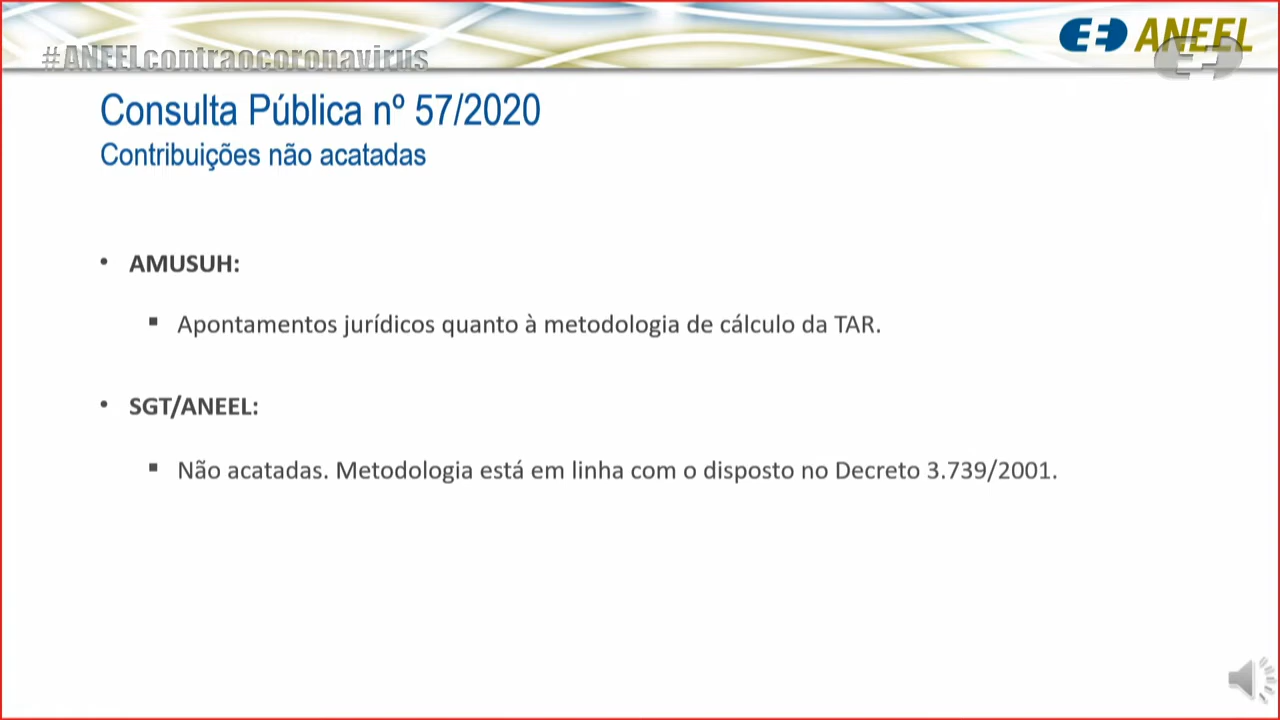 #ANEELcontraocoronavirus
ANEEL
Consulta Pública nº 57/2020
Contribuições não acatadas
• AMUSUH:
▪ Apontamentos jurídicos quanto à metodologia de cálculo da TAR.
• SGT/ANEEL:
▪ Não acatadas. Metodologia está em linha com o disposto no Decreto 3.739/2001.